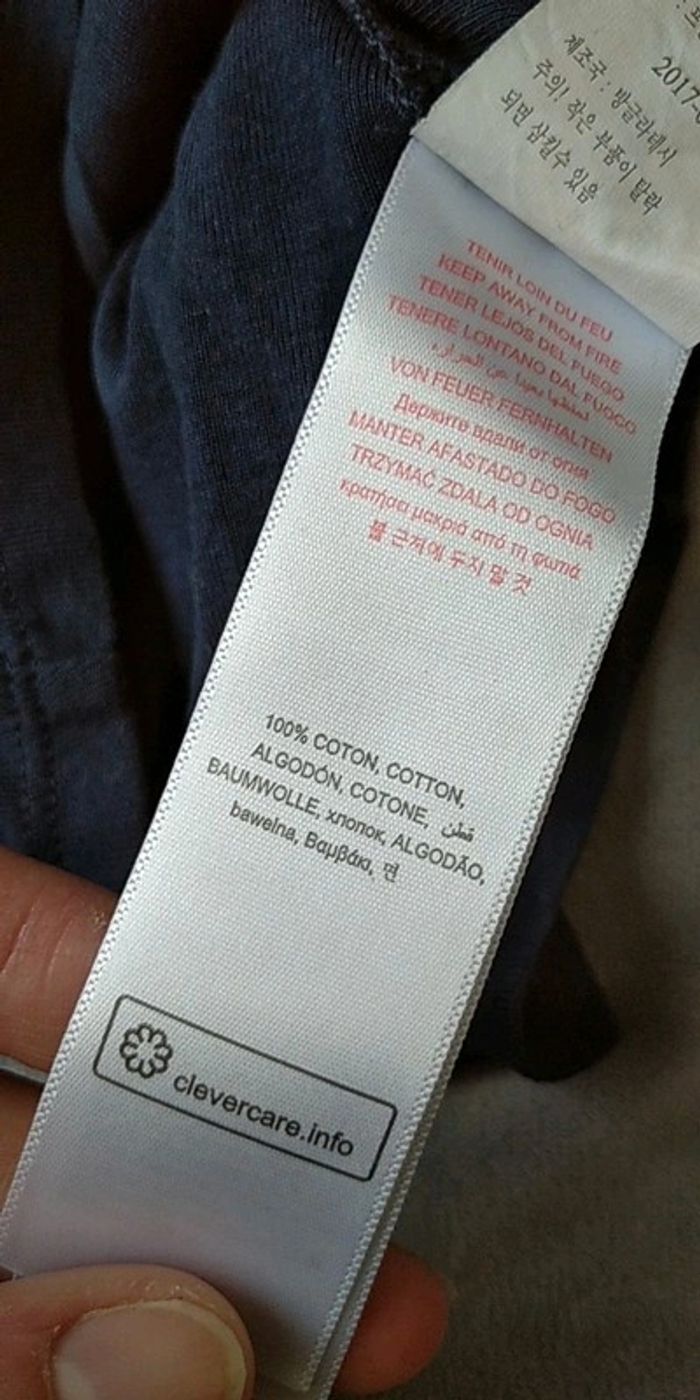 2017
제조국 : 방글라데시
주의! 작은 부품이 탈락
되면 삼킬수 있음
TENIR LOIN DU FEU
KEEP AWAY FROM FIRE
TENER LEJOS DEL FUEGO
TENERE LONTANO DAL FUOCO
VON FEUER FERNHALTEN
Держите вдали от огня
MANTER AFASTADO DO FOGO
TRZYMAĆ ZDALA OD OGNIA
κρατήστε μακριά από τη φωτιά
불 근처에 두지 말 것
100% COTON, COTTON,
ALGODÓN, COTONE, قطن
BAUMWOLLE, хлопок, ALGODÃO,
bawelna, Βαμβάκι, 면
clevercare.info